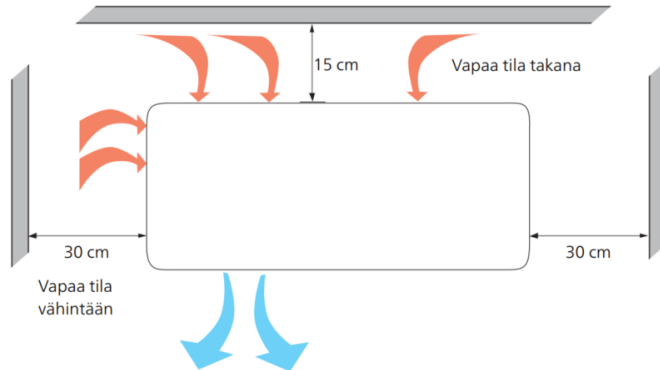 15 cm
Vapaa tila takana
30 cm
30 cm
Vapaa tila
vähintään